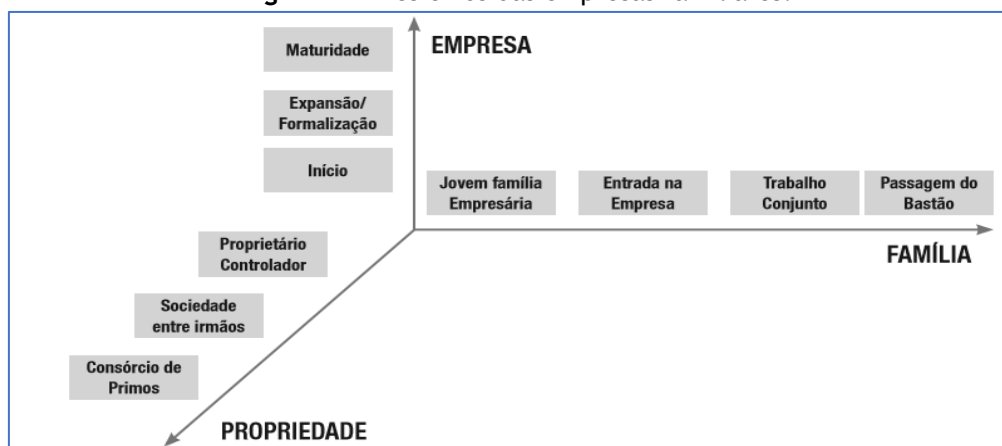 EMPRESA
Maturidade
Expansão/
Formalização
Início
Jovem família
Empresária
Entrada na
Empresa
Trabalho
Conjunto
Passagem do
Bastão
FAMÍLIA
Proprietário
Controlador
Sociedade
entre irmãos
Consórcio de
Primos
PROPRIEDADE